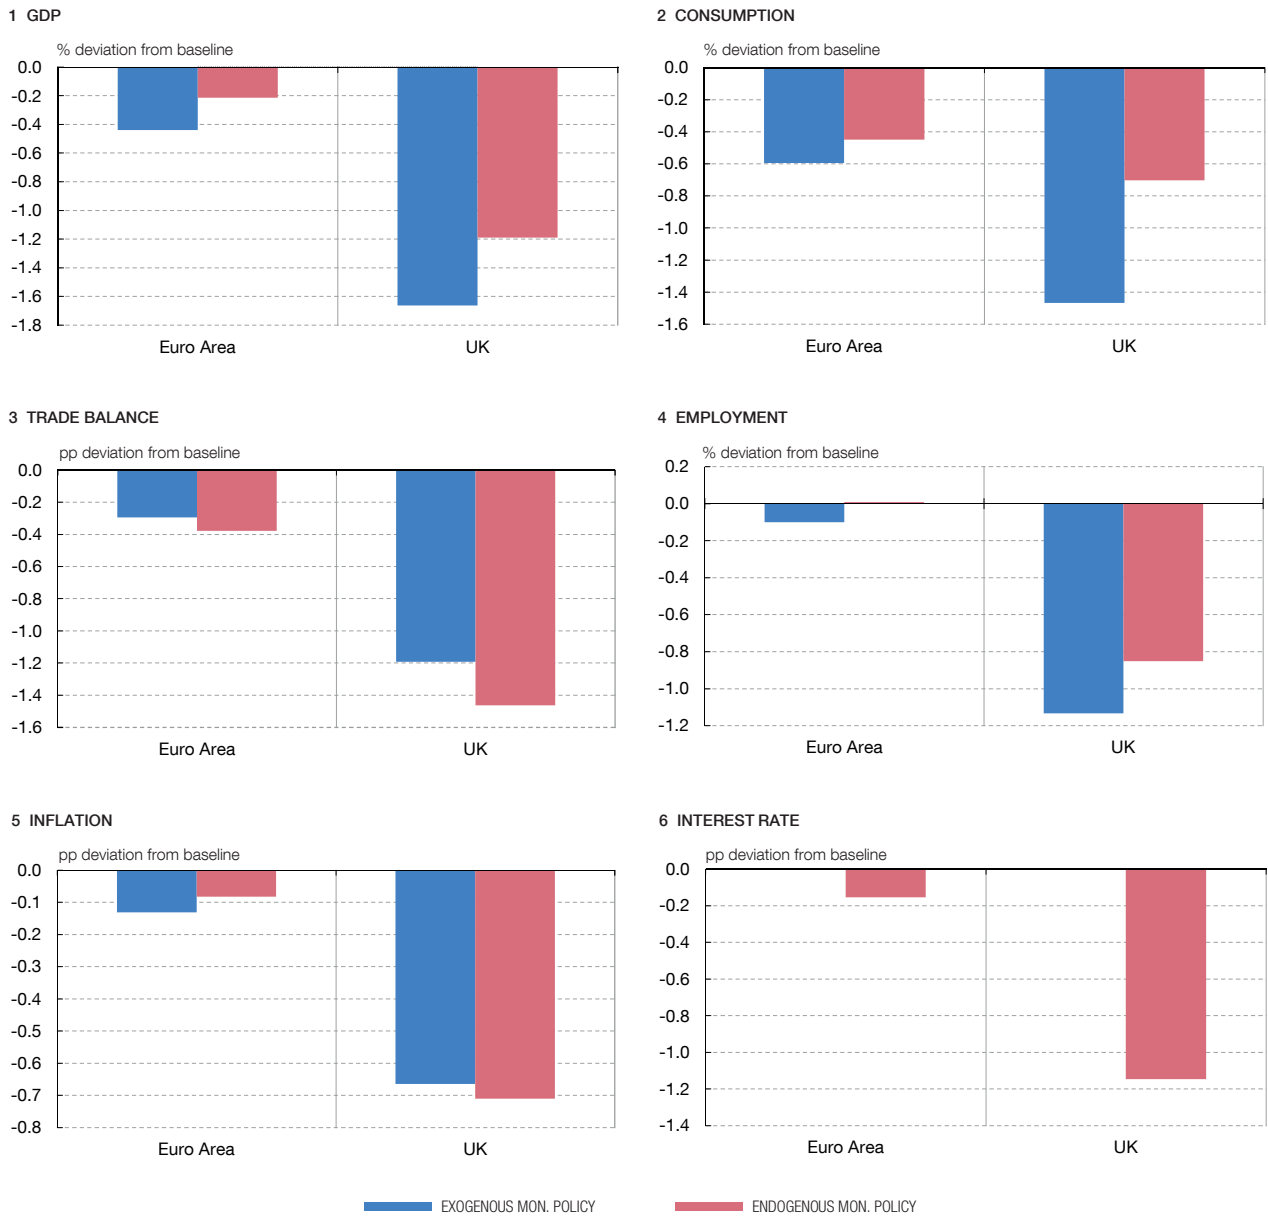 1 GDP
% deviation from baseline
0.0
-0.2
-0.4
-0.6
-0.8
-1.0
-1.2
-1.4
-1.6
-1.8
Euro Area UK
2 CONSUMPTION
% deviation from baseline
0.0
-0.2
-0.4
-0.6
-0.8
-1.0
-1.2
-1.4
-1.6
Euro Area UK
3 TRADE BALANCE
pp deviation from baseline
0.0
-0.2
-0.4
-0.6
-0.8
-1.0
-1.2
-1.4
-1.6
Euro Area UK
4 EMPLOYMENT
% deviation from baseline
0.2
0.0
-0.2
-0.4
-0.6
-0.8
-1.0
-1.2
Euro Area UK
5 INFLATION
pp deviation from baseline
0.0
-0.1
-0.2
-0.3
-0.4
-0.5
-0.6
-0.7
-0.8
Euro Area UK
6 INTEREST RATE
pp deviation from baseline
0.0
-0.2
-0.4
-0.6
-0.8
-1.0
-1.2
-1.4
Euro Area UK
EXOGENOUS MON. POLICY ENDOGENOUS MON. POLICY